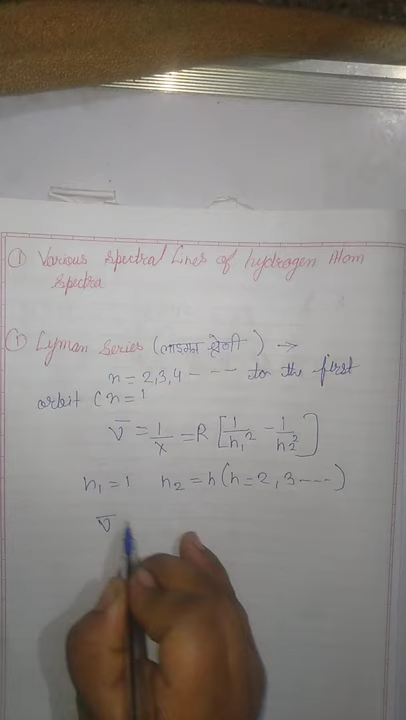 ① Various Spectral Lines of hydrogen Atom
Spectra
① Lyman Series (लाइमन श्रेणी) →
n = 2,3,4 - - --- to the first
orbit (n = 1
ν̅ = 1/λ = R [1/n₁² - 1/n₂²]
n₁ = 1 n₂ = n (n = 2, 3 ----)
ν̅